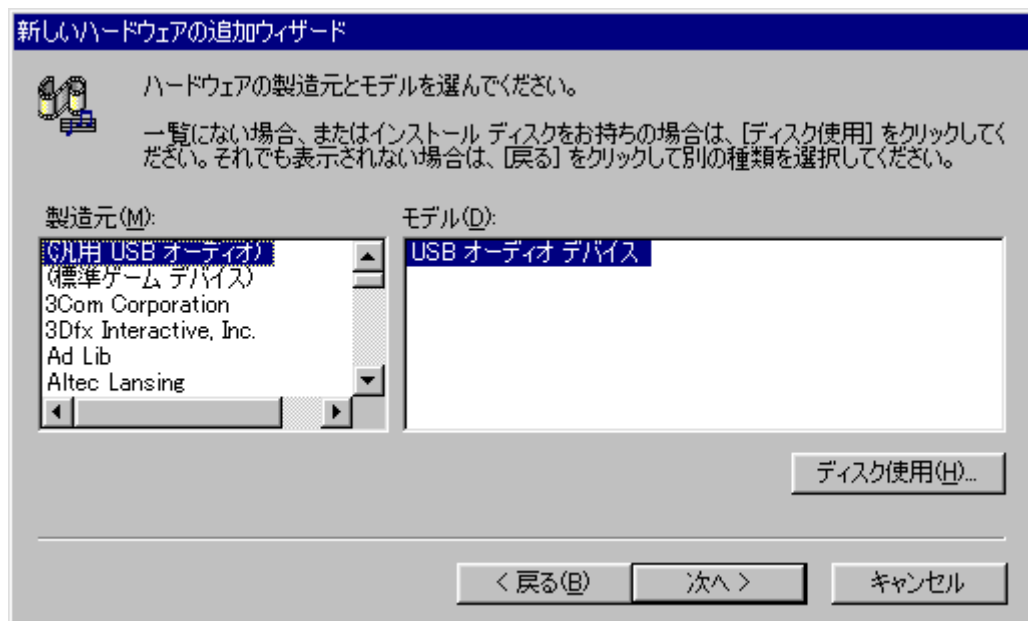 新しいハードウェアの追加ウィザード
ハードウェアの製造元とモデルを選んでください。
一覧にない場合、またはインストール ディスクをお持ちの場合は、[ディスク使用] をクリックしてく
ださい。それでも表示されない場合は、[戻る] をクリックして別の種類を選択してください。
製造元(M):
モデル(D):
(汎用 USB オーディオ)
(標準ゲーム デバイス)
3Com Corporation
3Dfx Interactive, Inc.
Ad Lib
Altec Lansing
USB オーディオ デバイス
ディスク使用(H)...
< 戻る(B)
次へ >
キャンセル